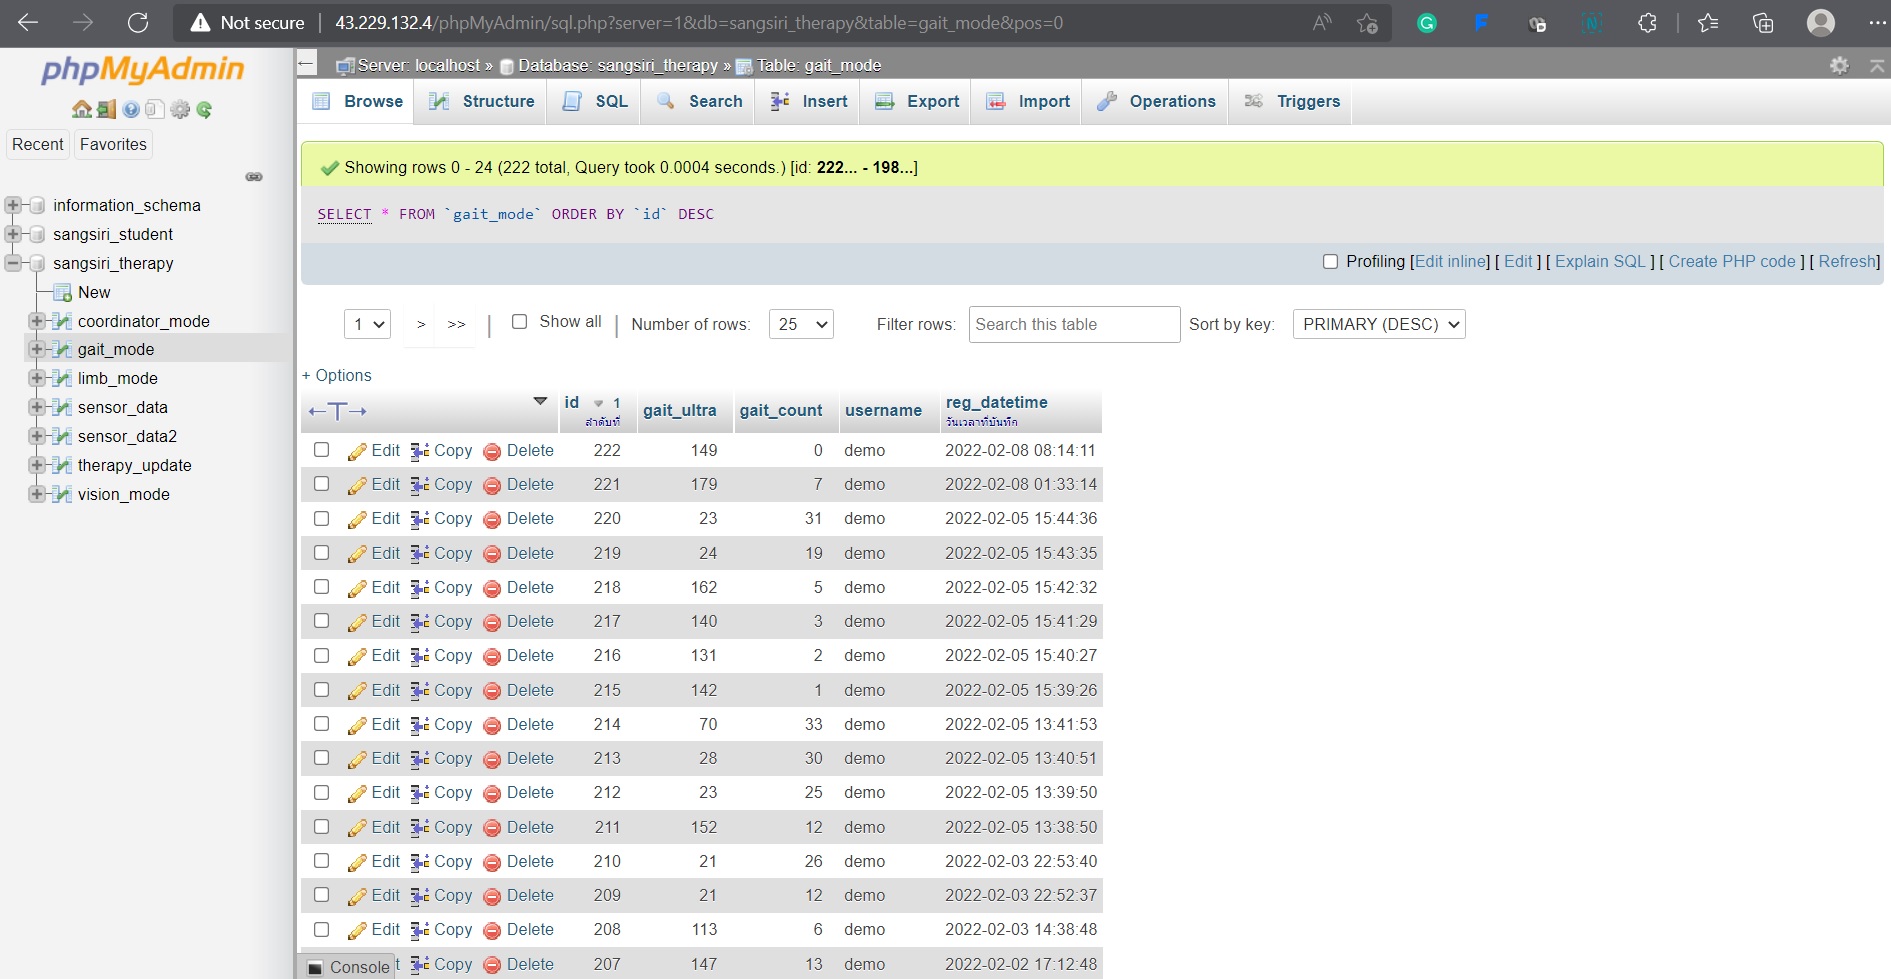 Not secure | 43.229.132.4/phpMyAdmin/sql.php?server=1&db=sangsiri_therapy&table=gait_mode&pos=0
phpMyAdmin
Recent Favorites
information_schema
sangsiri_student
sangsiri_therapy
New
coordinator_mode
gait_mode
limb_mode
sensor_data
sensor_data2
therapy_update
vision_mode
Server: localhost » Database: sangsiri_therapy » Table: gait_mode
Browse Structure SQL Search Insert Export Import Operations Triggers
Showing rows 0 - 24 (222 total, Query took 0.0004 seconds.) [id: 222... - 198...]
SELECT * FROM `gait_mode` ORDER BY `id` DESC
Profiling [Edit inline] [ Edit ] [ Explain SQL ] [ Create PHP code ] [ Refresh]
1 > >> | Show all | Number of rows: 25 Filter rows: Search this table Sort by key: PRIMARY (DESC)
+ Options
←T→ id 1 gait_ultra gait_count username reg_datetime
ลำดับที่ วันเวลาที่บันทึก
Edit Copy Delete 222 149 0 demo 2022-02-08 08:14:11
Edit Copy Delete 221 179 7 demo 2022-02-08 01:33:14
Edit Copy Delete 220 23 31 demo 2022-02-05 15:44:36
Edit Copy Delete 219 24 19 demo 2022-02-05 15:43:35
Edit Copy Delete 218 162 5 demo 2022-02-05 15:42:32
Edit Copy Delete 217 140 3 demo 2022-02-05 15:41:29
Edit Copy Delete 216 131 2 demo 2022-02-05 15:40:27
Edit Copy Delete 215 142 1 demo 2022-02-05 15:39:26
Edit Copy Delete 214 70 33 demo 2022-02-05 13:41:53
Edit Copy Delete 213 28 30 demo 2022-02-05 13:40:51
Edit Copy Delete 212 23 25 demo 2022-02-05 13:39:50
Edit Copy Delete 211 152 12 demo 2022-02-05 13:38:50
Edit Copy Delete 210 21 26 demo 2022-02-03 22:53:40
Edit Copy Delete 209 21 12 demo 2022-02-03 22:52:37
Edit Copy Delete 208 113 6 demo 2022-02-03 14:38:48
Console t Copy Delete 207 147 13 demo 2022-02-02 17:12:48